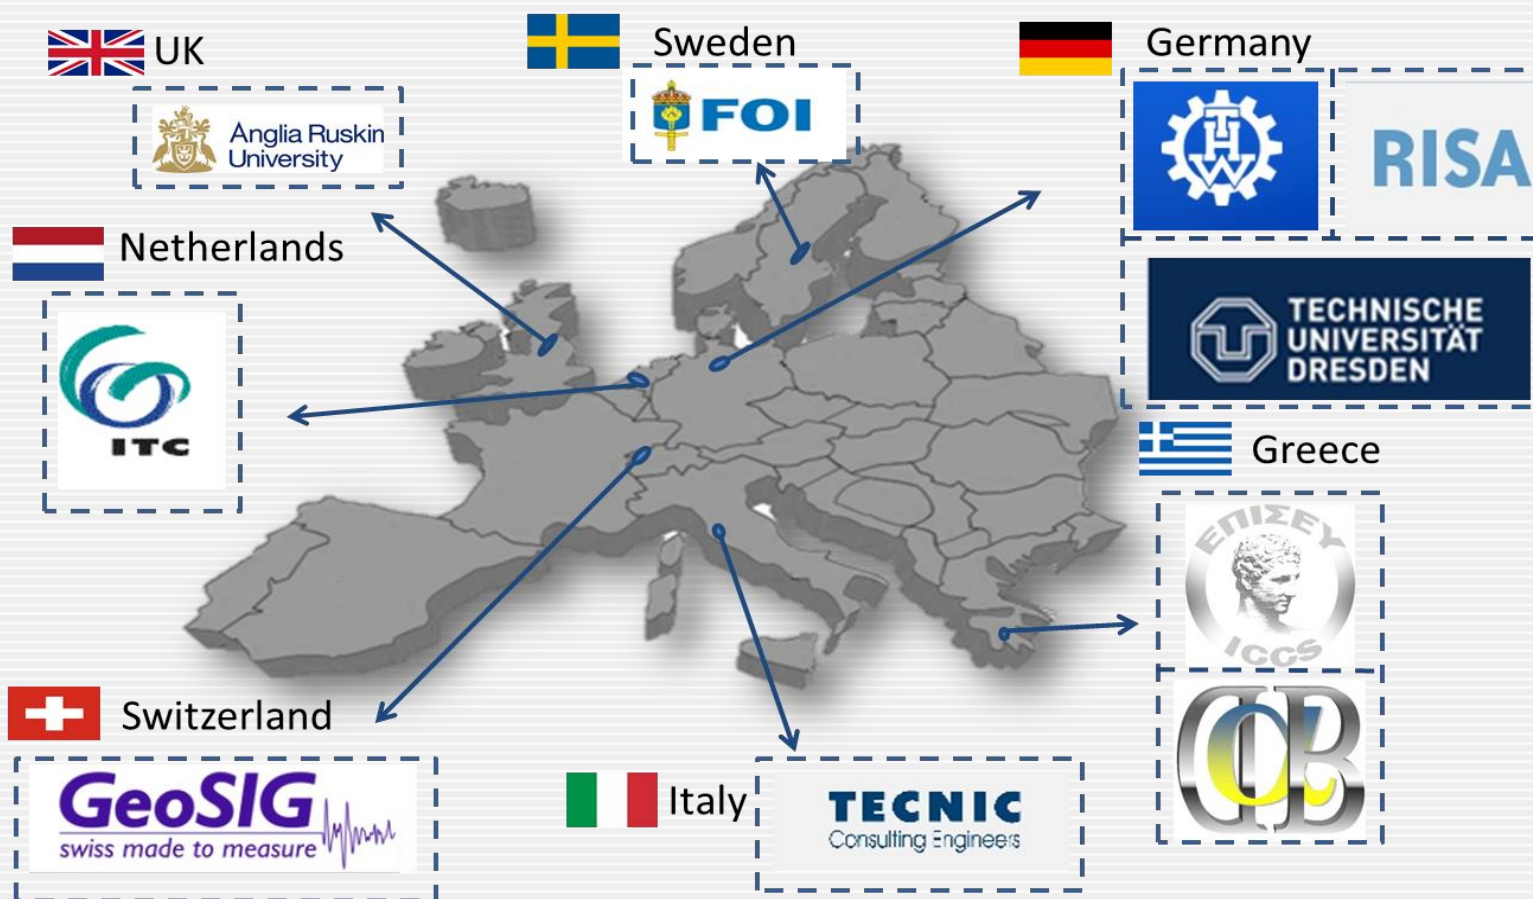 UK
Sweden
Germany
Anglia Ruskin
University
FOI
THW
RISA
Netherlands
ITC
TECHNISCHE
UNIVERSITÄT
DRESDEN
Greece
ΕΠΙΣΕΥ
ICCS
Switzerland
GeoSIG
swiss made to measure
Italy
TECNIC
Consulting Engineers